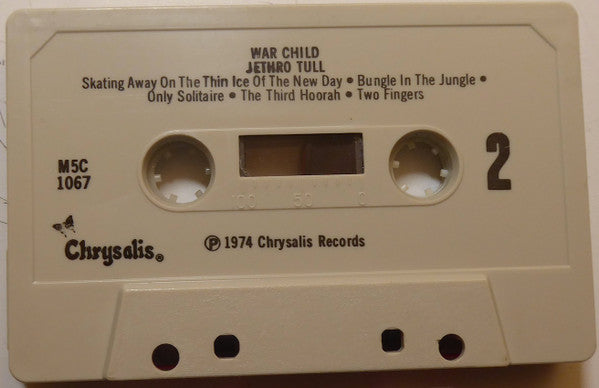 WAR CHILD
JETHRO TULL
Skating Away On The Thin Ice Of The New Day • Bungle In The Jungle •
Only Solitaire • The Third Hoorah • Two Fingers
M5C
1067
2
100 50 0
Chrysalis®
Ⓟ 1974 Chrysalis Records